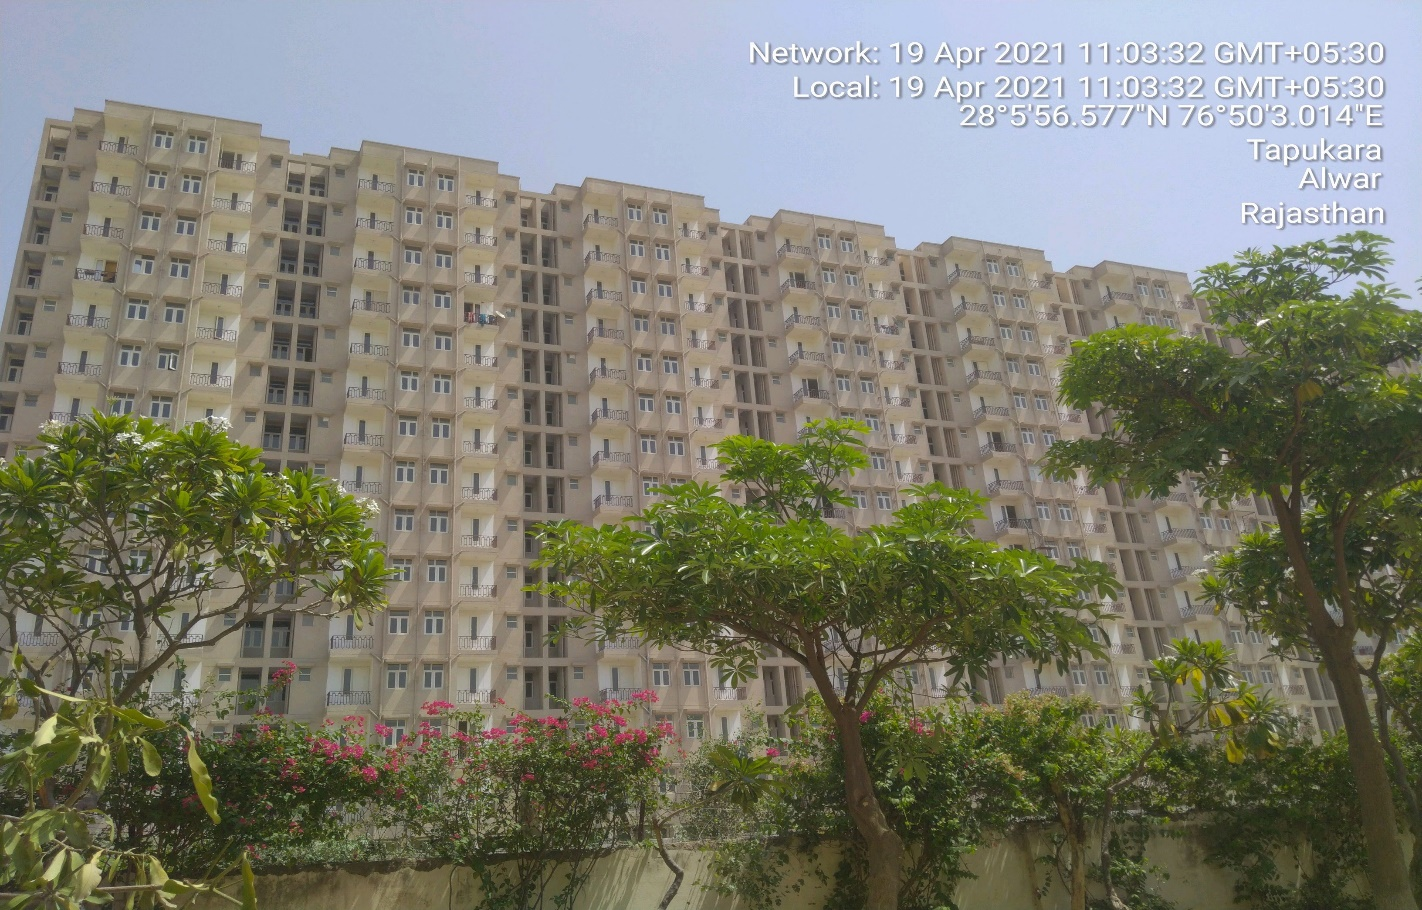 Network: 19 Apr 2021 11:03:32 GMT+05:30
Local: 19 Apr 2021 11:03:32 GMT+05:30
28°5'56.577"N 76°50'3.014"E
Tapukara
Alwar
Rajasthan